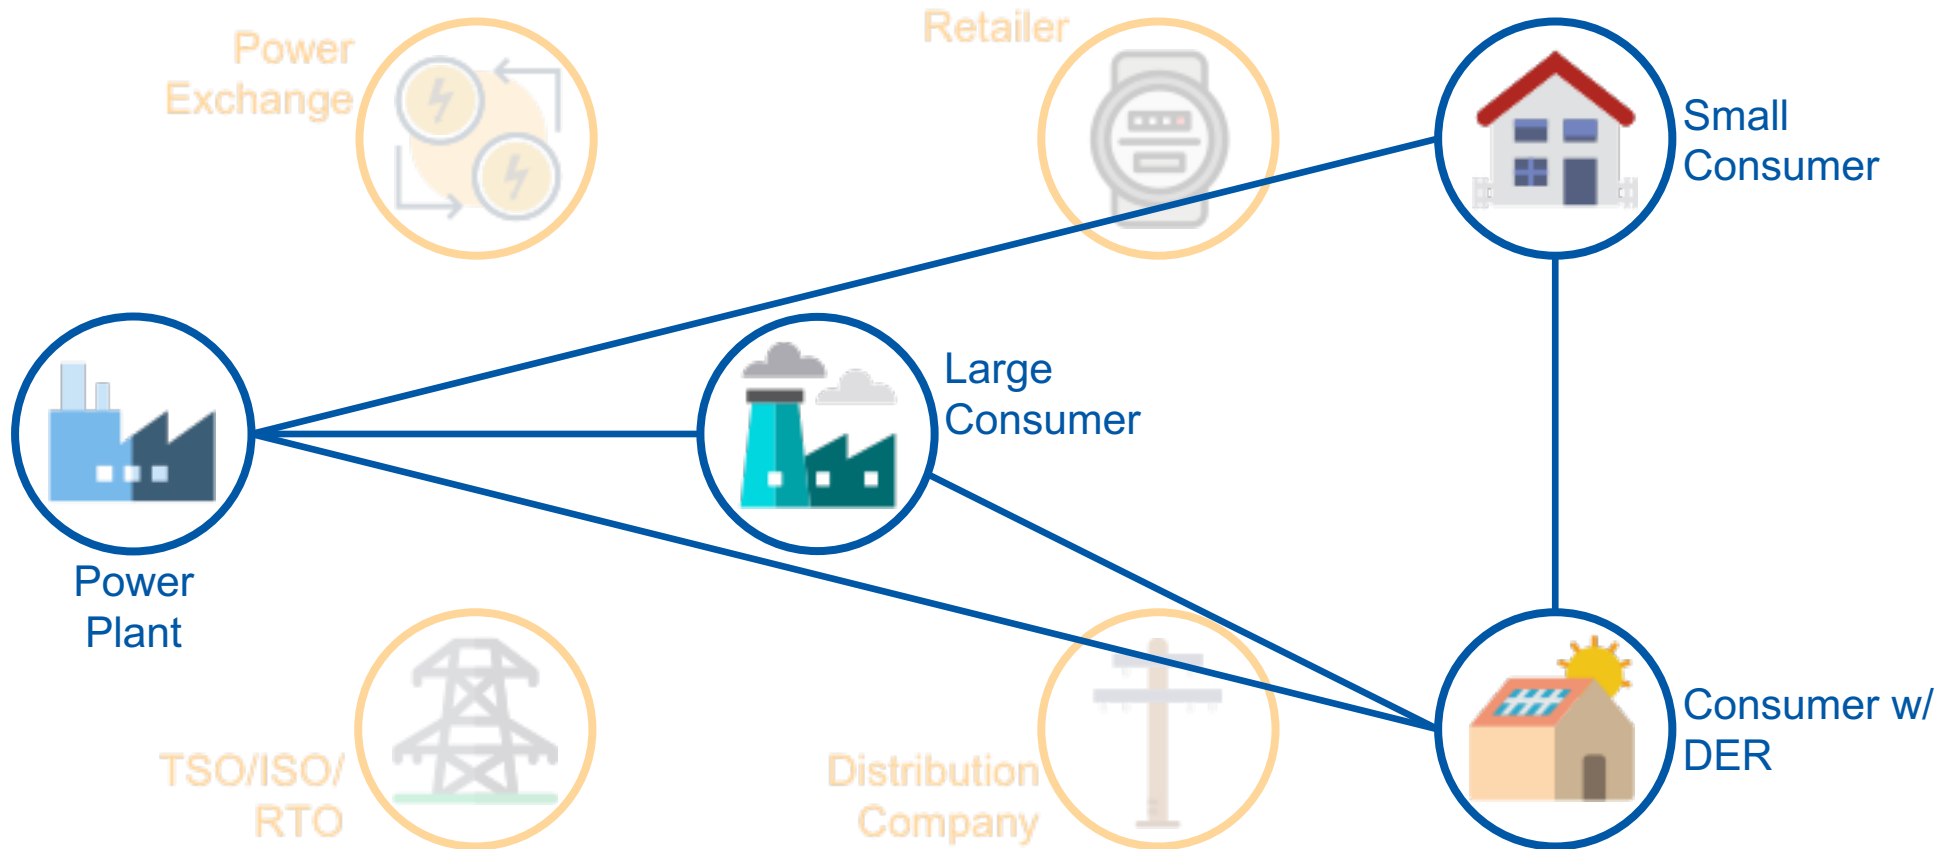 Power
Exchange
Retailer
Small
Consumer
Large
Consumer
Power
Plant
TSO/ISO/
RTO
Distribution
Company
Consumer w/
DER